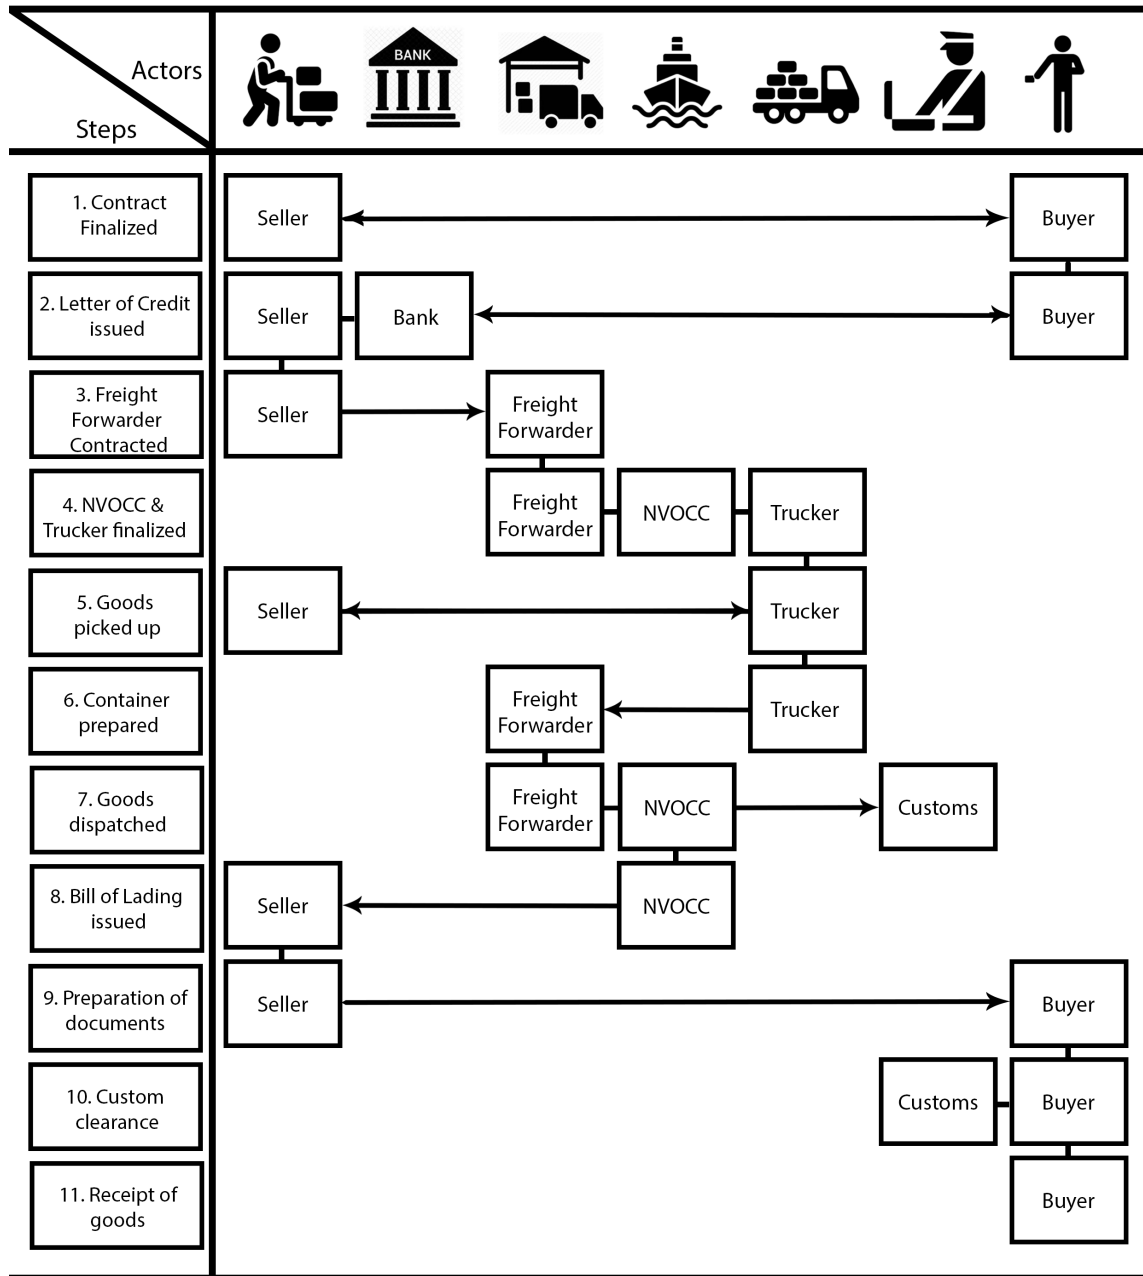 Actors
Steps
BANK
1. Contract
Finalized
Seller
Buyer
2. Letter of Credit
issued
Seller
Bank
Buyer
3. Freight
Forwarder
Contracted
Seller
Freight
Forwarder
4. NVOCC &
Trucker finalized
Freight
Forwarder
NVOCC
Trucker
5. Goods
picked up
Seller
Trucker
6. Container
prepared
Freight
Forwarder
Trucker
7. Goods
dispatched
Freight
Forwarder
NVOCC
Customs
8. Bill of Lading
issued
Seller
NVOCC
9. Preparation of
documents
Seller
Buyer
10. Custom
clearance
Customs
Buyer
11. Receipt of
goods
Buyer